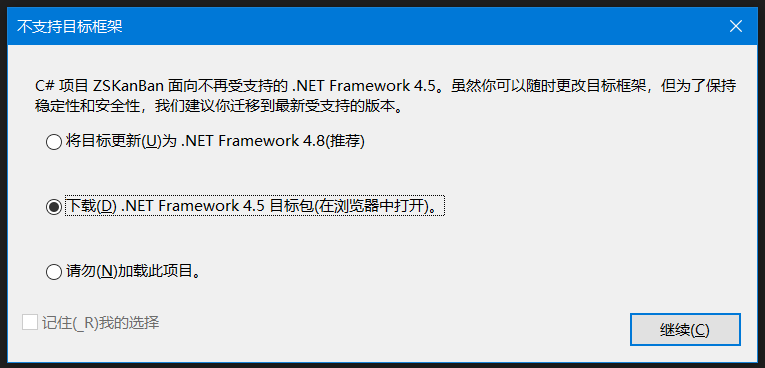 不支持目标框架
C# 项目 ZSKanBan 面向不再受支持的 .NET Framework 4.5。虽然你可以随时更改目标框架，但为了保持
稳定性和安全性，我们建议你迁移到最新受支持的版本。
将目标更新(U)为 .NET Framework 4.8(推荐)
下载(D) .NET Framework 4.5 目标包(在浏览器中打开)。
请勿(N)加载此项目。
记住(_R)我的选择
继续(C)